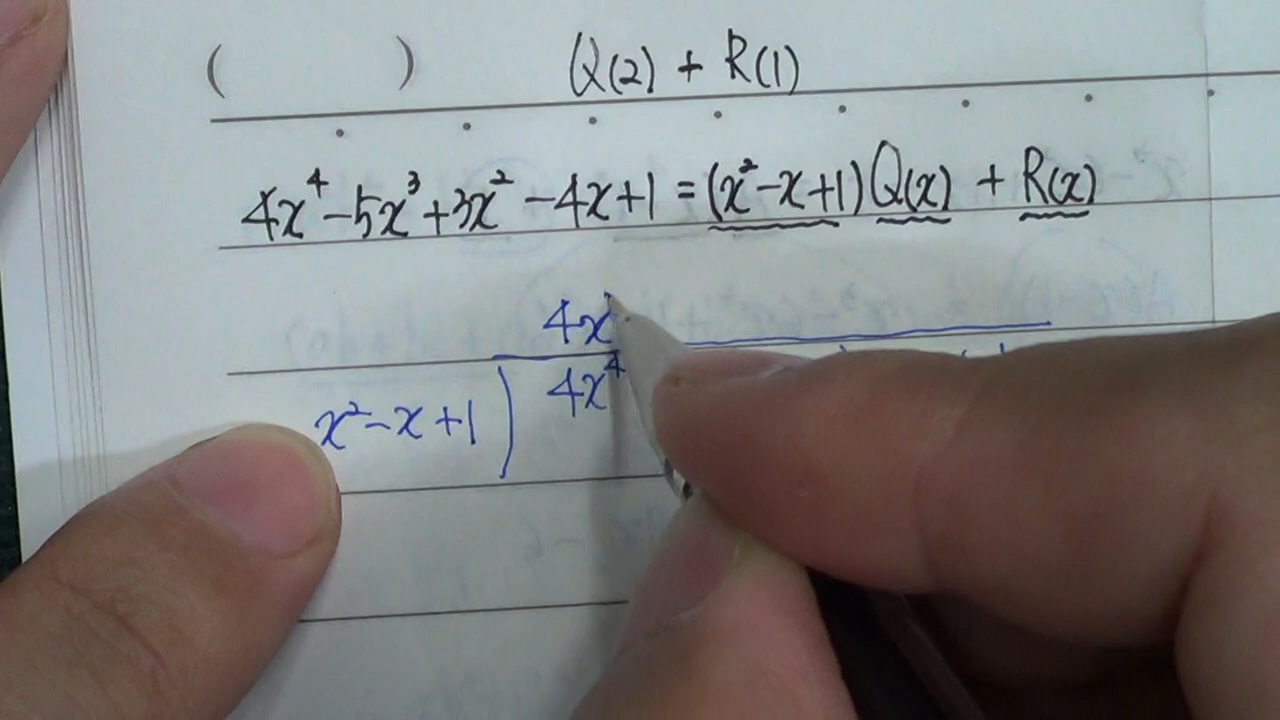 ( ) Q(2) + R(1)
4x⁴-5x³+3x²-4x+1=(x²-x+1)Q(x)+R(x)
4x
x²-x+1) 4x⁴